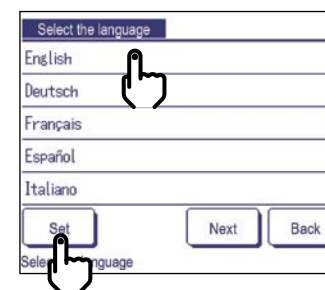 Select the language
English
Deutsch
Français
Español
Italiano
Set Next Back